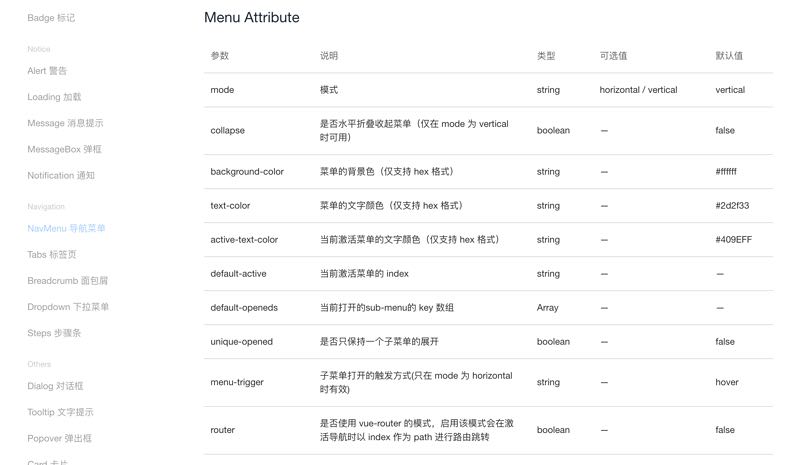 Badge 标记
Notice
Alert 警告
Loading 加载
Message 消息提示
MessageBox 弹框
Notification 通知
Navigation
NavMenu 导航菜单
Tabs 标签页
Breadcrumb 面包屑
Dropdown 下拉菜单
Steps 步骤条
Others
Dialog 对话框
Tooltip 文字提示
Popover 弹出框
Card 卡片
Menu Attribute
参数 说明 类型 可选值 默认值
mode 模式 string horizontal / vertical vertical
collapse 是否水平折叠收起菜单（仅在 mode 为 vertical
时可用） boolean — false
background-color 菜单的背景色（仅支持 hex 格式） string — #ffffff
text-color 菜单的文字颜色（仅支持 hex 格式） string — #2d2f33
active-text-color 当前激活菜单的文字颜色（仅支持 hex 格式） string — #409EFF
default-active 当前激活菜单的 index string — —
default-openeds 当前打开的sub-menu的 key 数组 Array — —
unique-opened 是否只保持一个子菜单的展开 boolean — false
menu-trigger 子菜单打开的触发方式(只在 mode 为 horizontal
时有效) string — hover
router 是否使用 vue-router 的模式，启用该模式会在激
活导航时以 index 作为 path 进行路由跳转 boolean — false